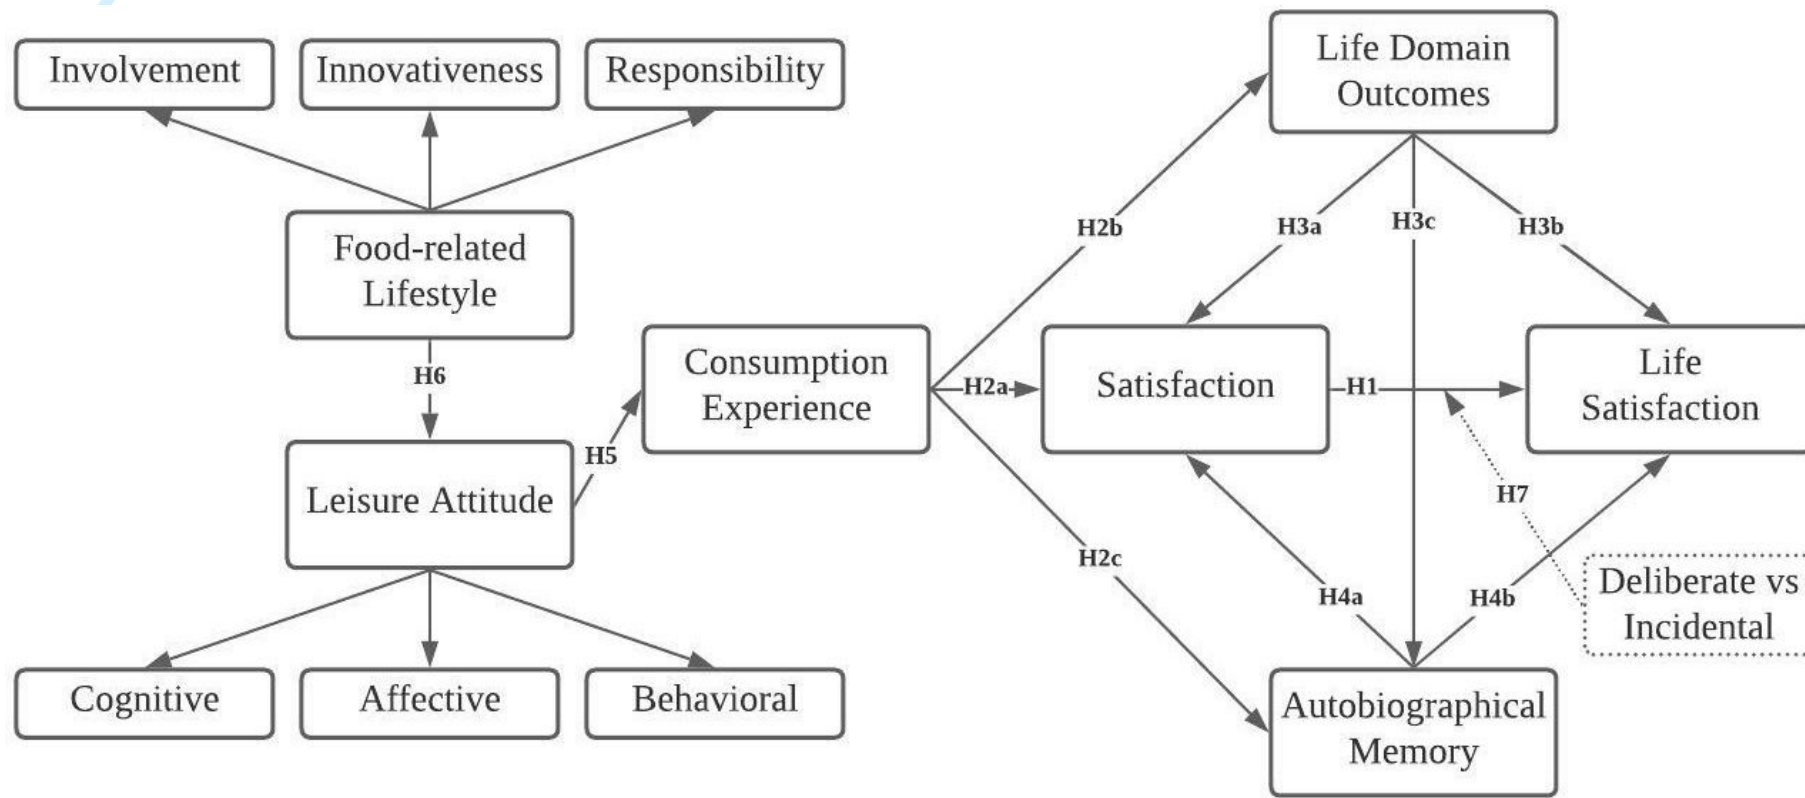 Involvement
Innovativeness
Responsibility
Life Domain
Outcomes
Food-related
Lifestyle
H2b
H3a
H3c
H3b
H6
Consumption
Experience
H2a
Satisfaction
H1
Life
Satisfaction
H5
Leisure Attitude
H7
H2c
H4a
H4b
Deliberate vs
Incidental
Cognitive
Affective
Behavioral
Autobiographical
Memory